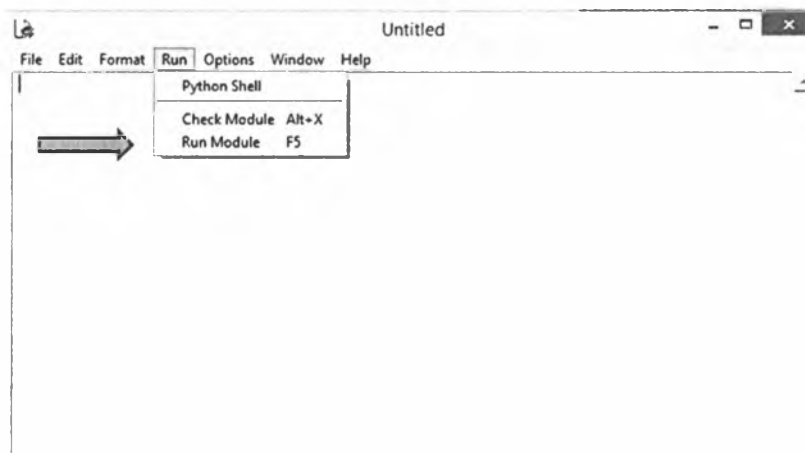 Untitled
File Edit Format Run Options Window Help
Python Shell
Check Module Alt+X
Run Module F5